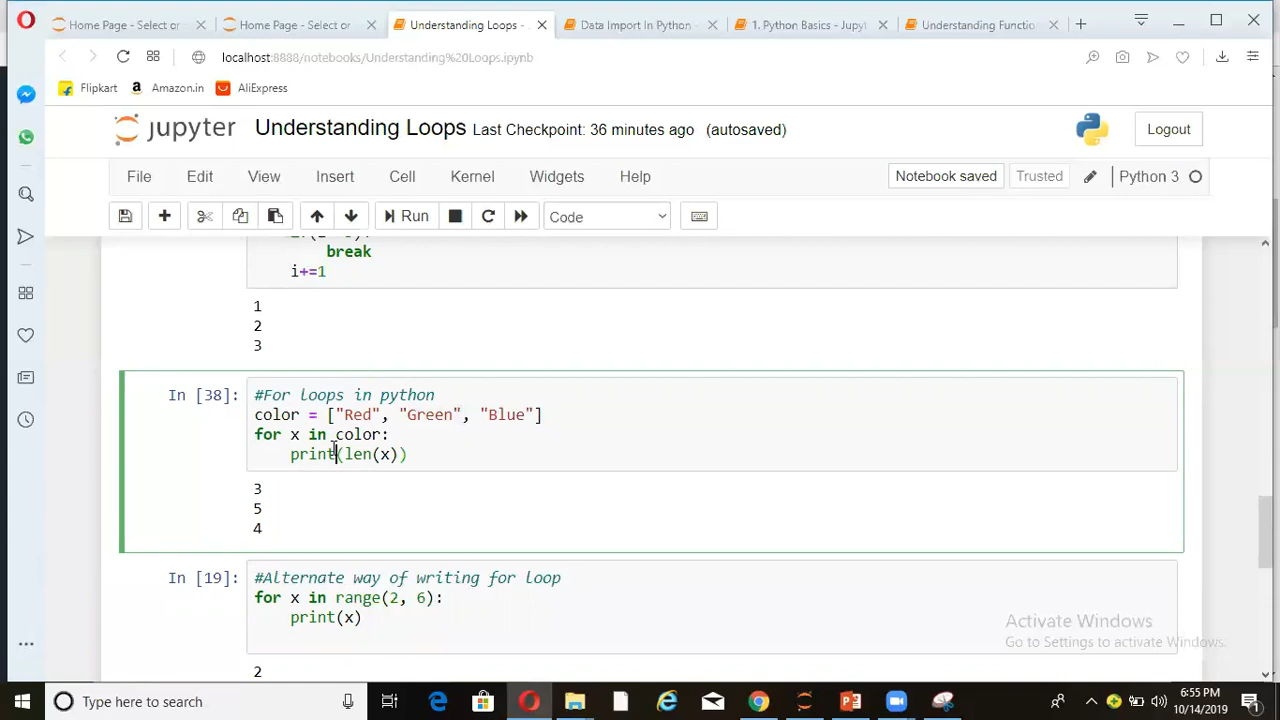 Home Page - Select or
Home Page - Select or
Understanding Loops -
Data Import In Python -
1. Python Basics - Jupyt
Understanding Functio
localhost:8888/notebooks/Understanding%20Loops.ipynb
Flipkart
Amazon.in
AliExpress
jupyter Understanding Loops Last Checkpoint: 36 minutes ago (autosaved)
Logout
File Edit View Insert Cell Kernel Widgets Help
Notebook saved
Trusted
Python 3
Run
Code
break
i+=1
1
2
3
In [38]:
#For loops in python
color = ["Red", "Green", "Blue"]
for x in color:
print(len(x))
3
5
4
In [19]:
#Alternate way of writing for loop
for x in range(2, 6):
print(x)
2
Activate Windows
Go to Settings to activate Windows.
Type here to search
6:55 PM
10/14/2019
1